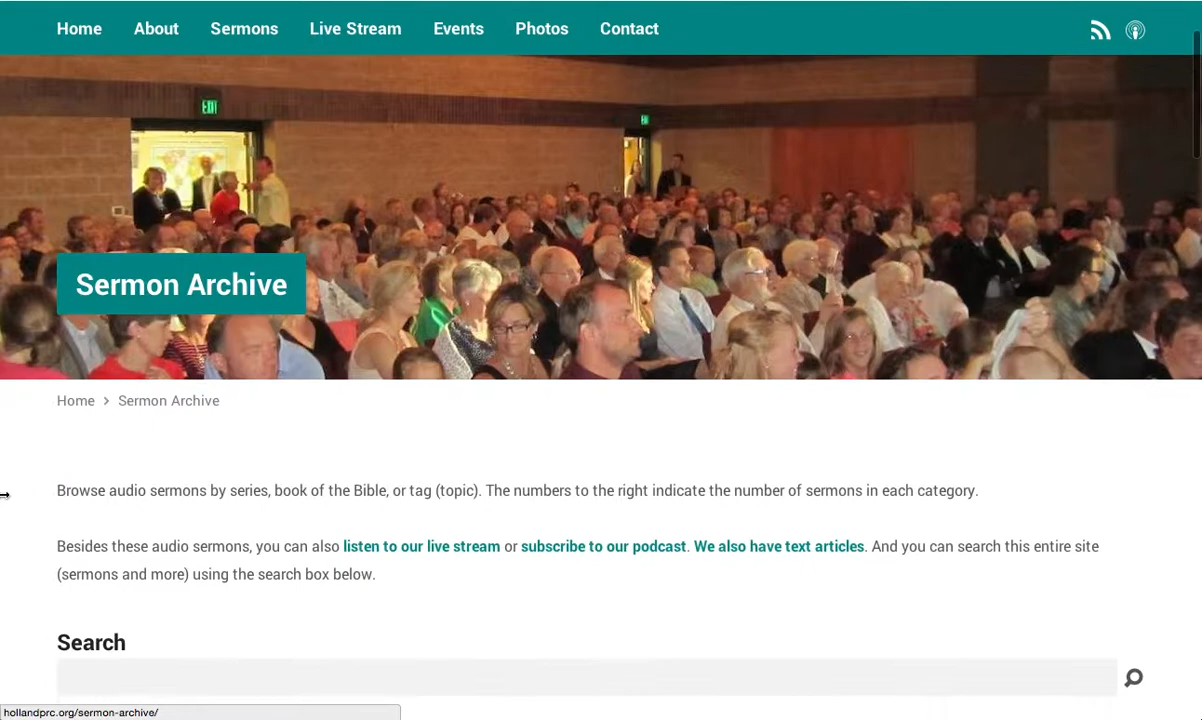 Home About Sermons Live Stream Events Photos Contact
EXIT
Sermon Archive
Home > Sermon Archive
Browse audio sermons by series, book of the Bible, or tag (topic). The numbers to the right indicate the number of sermons in each category.
Besides these audio sermons, you can also listen to our live stream or subscribe to our podcast. We also have text articles. And you can search this entire site
(sermons and more) using the search box below.
Search
hollandprc.org/sermon-archive/